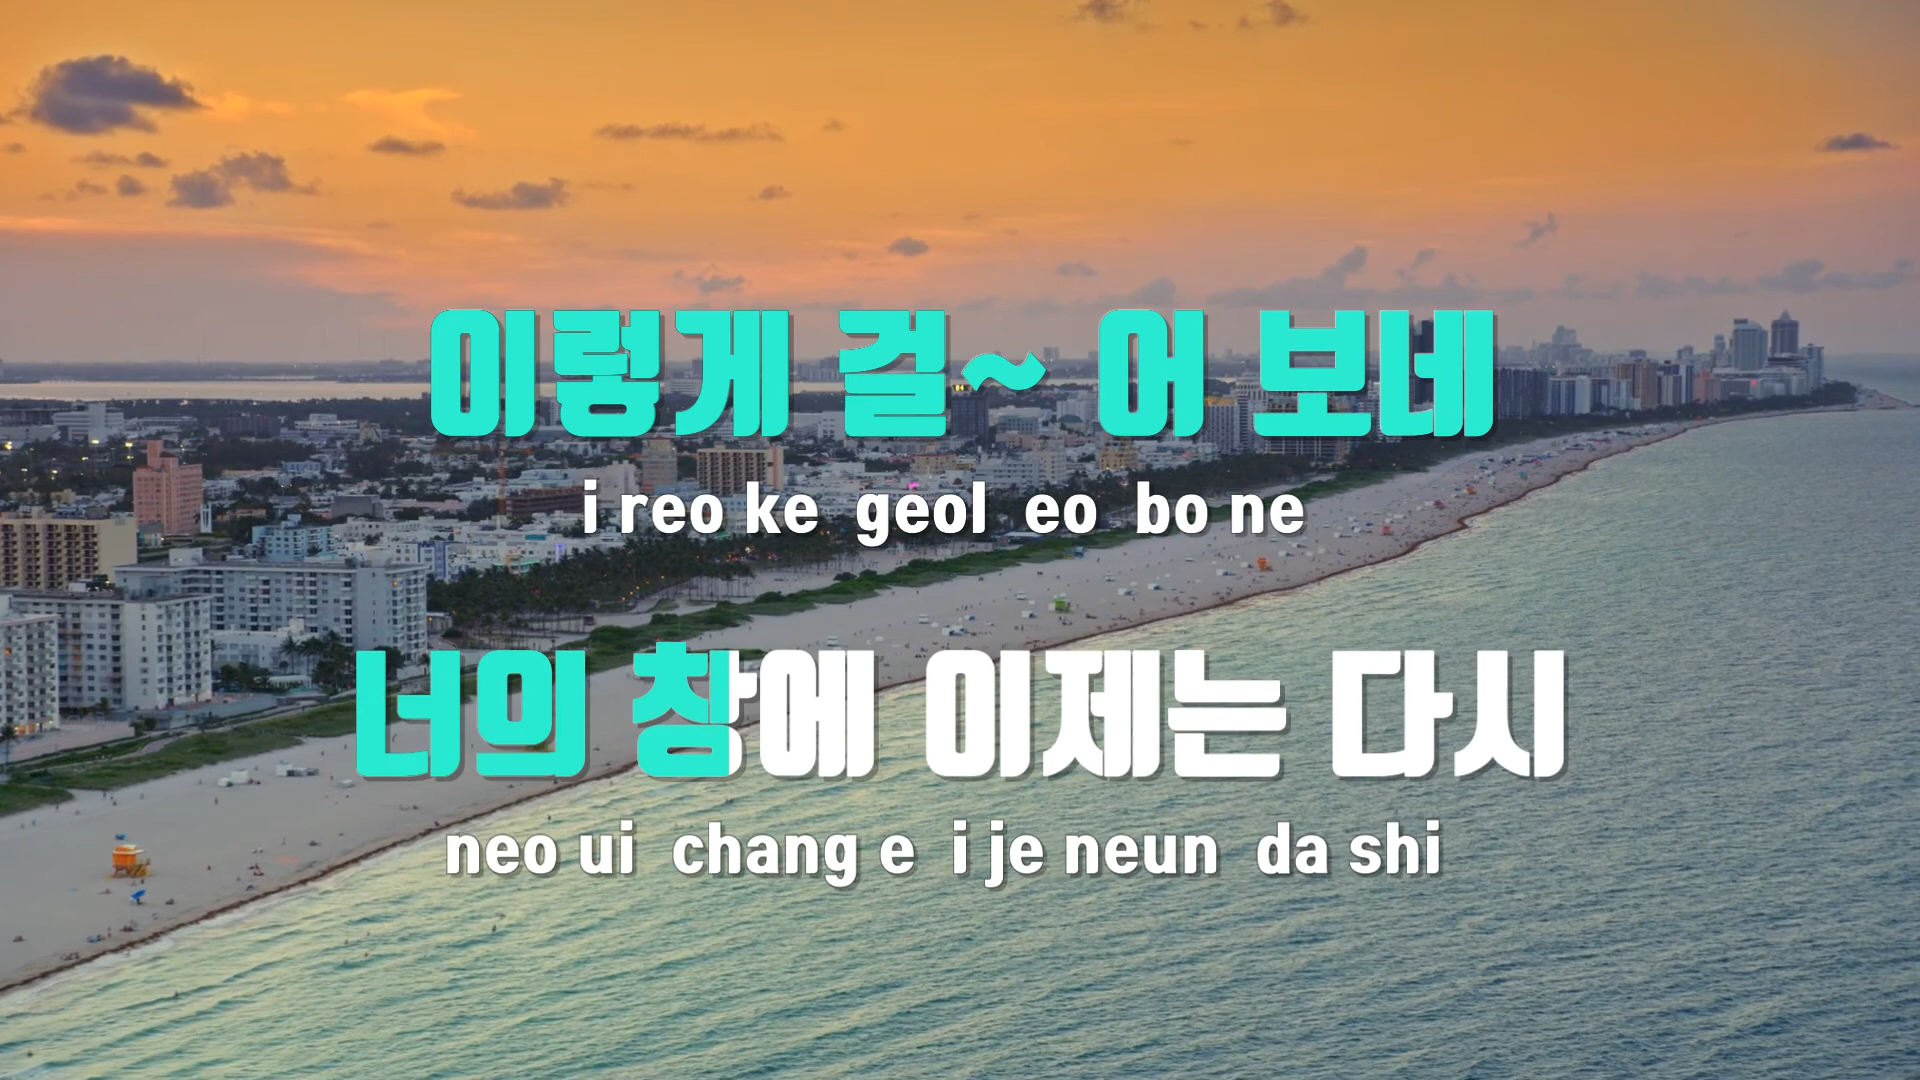 이렇게 걸~ 어 보네
i reo ke geol eo bo ne
너의 창에 이제는 다시
neo ui chang e i je neun da shi